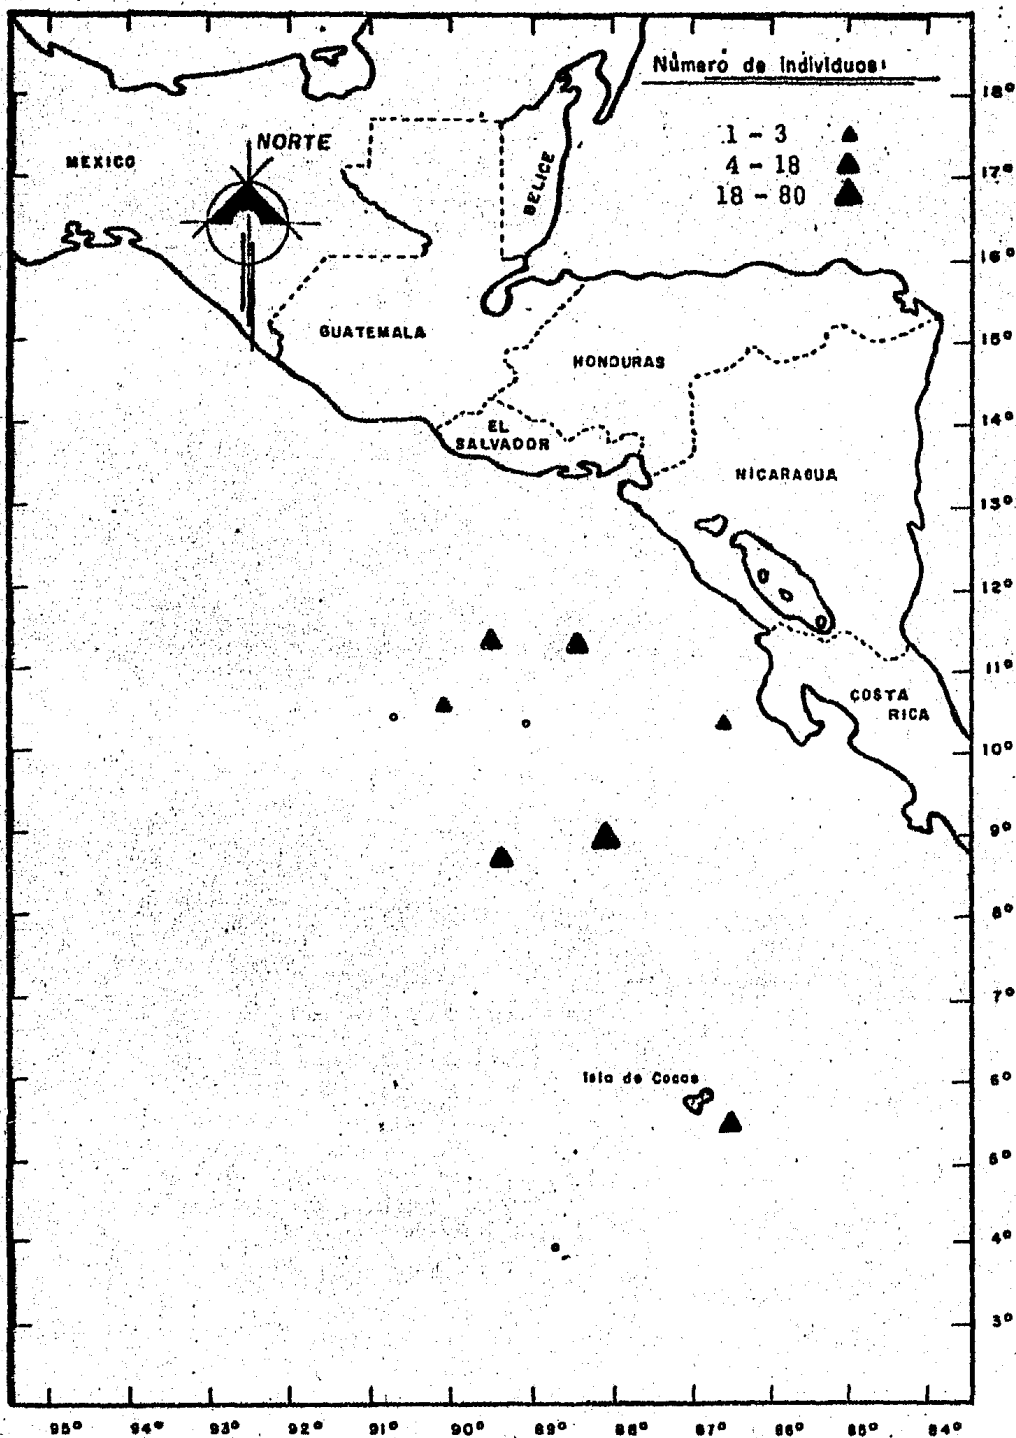 Número de individuos:
1 - 3
4 - 18
18 - 80
NORTE
MEXICO
BELICE
GUATEMALA
HONDURAS
EL
SALVADOR
NICARAGUA
COSTA
RICA
Isla de Cocos
18°
17°
16°
15°
14°
13°
12°
11°
10°
9°
8°
7°
6°
5°
4°
3°
95° 94° 93° 92° 91° 90° 89° 88° 87° 86° 85° 84°